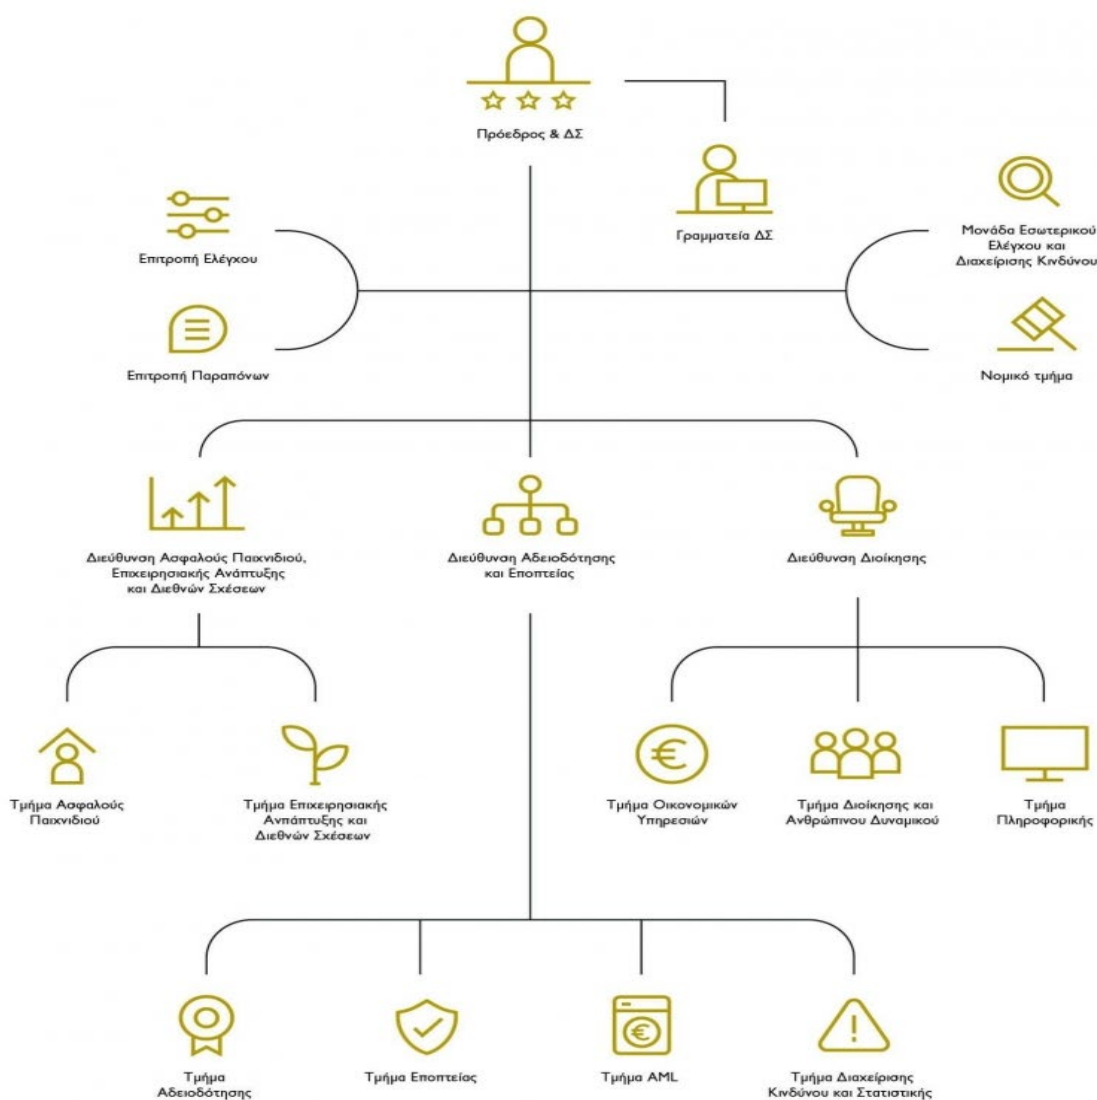 Πρόεδρος & ΔΣ
Γραμματεία ΔΣ
Επιτροπή Ελέγχου
Μονάδα Εσωτερικού
Ελέγχου και
Διαχείρισης Κινδύνου
Επιτροπή Παραπόνων
Νομικό τμήμα
Διεύθυνση Ασφαλούς Παιχνιδιού,
Επιχειρησιακής Ανάπτυξης
και Διεθνών Σχέσεων
Διεύθυνση Αδειοδότησης
και Εποπτείας
Διεύθυνση Διοίκησης
Τμήμα Ασφαλούς
Παιχνιδιού
Τμήμα Επιχειρησιακής
Ανπάπτυξης και
Διεθνών Σχέσεων
Τμήμα Οικονομικών
Υπηρεσιών
Τμήμα Διοίκησης και
Ανθρώπινου Δυναμικού
Τμήμα
Πληροφορικής
Τμήμα
Αδειοδότησης
Τμήμα Εποπτείας
Τμήμα AML
Τμήμα Διαχείρισης
Κινδύνου και Στατιστικής